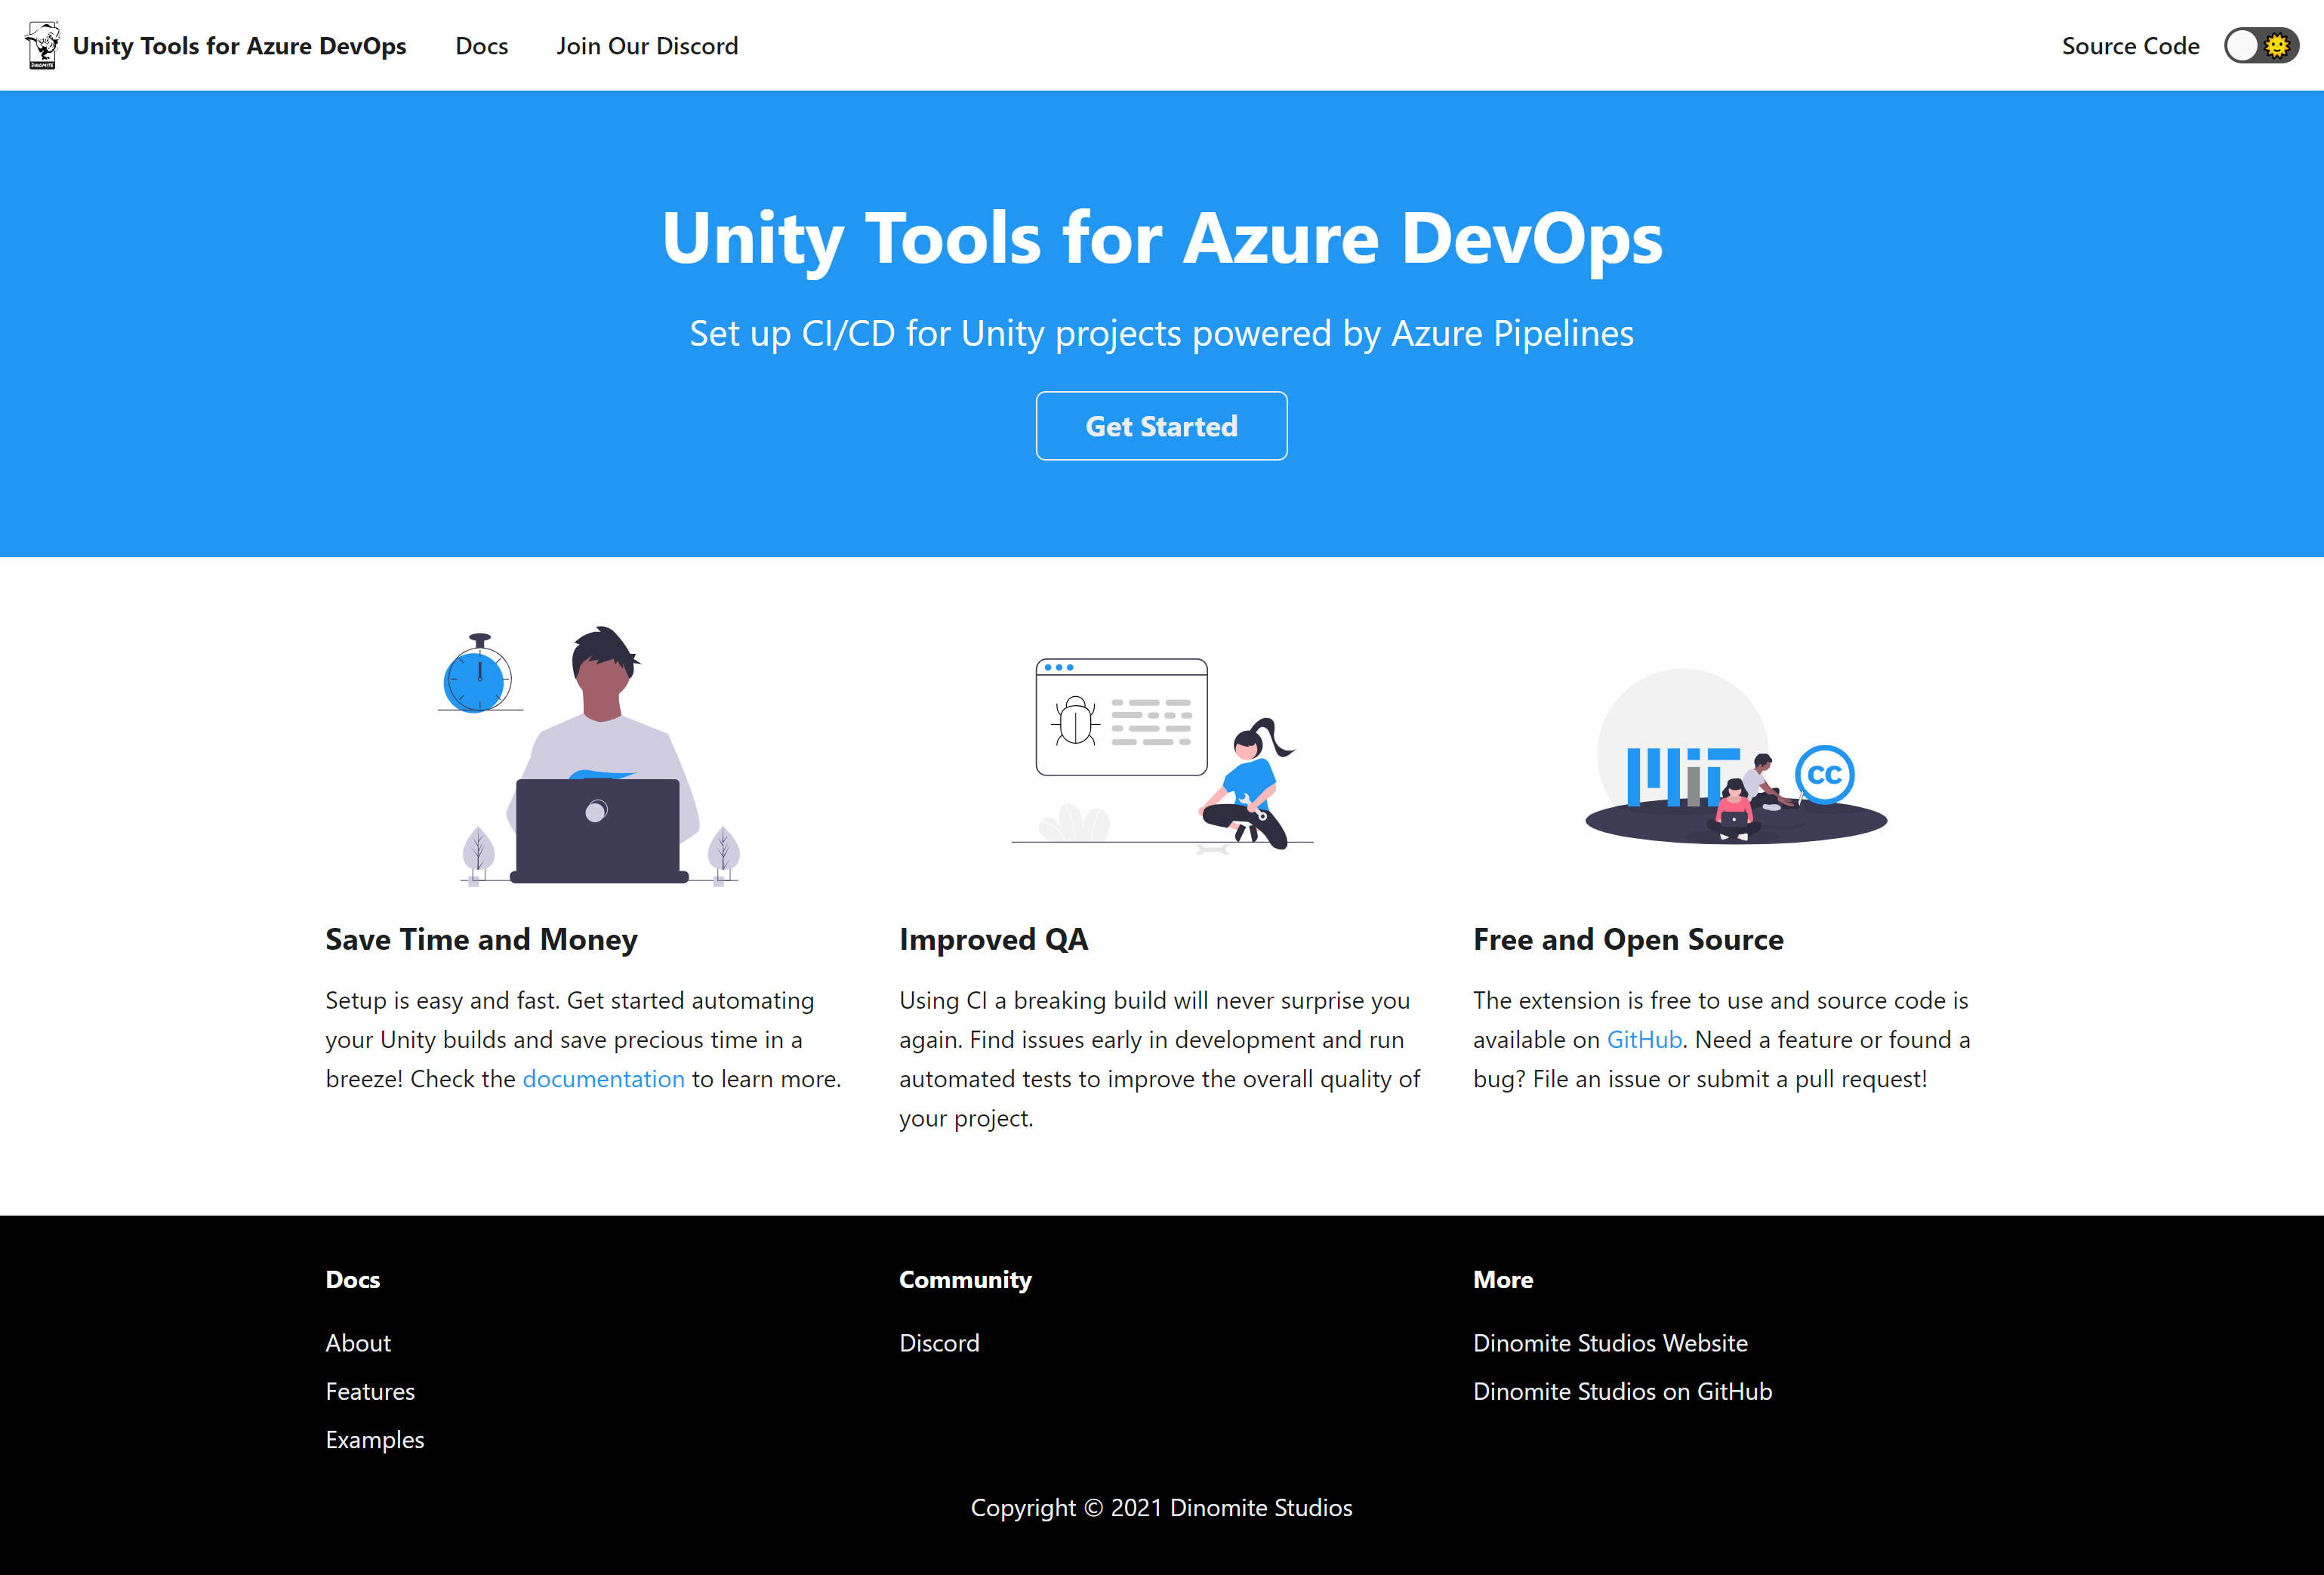 DINOMITE
Unity Tools for Azure DevOps
Docs
Join Our Discord
Source Code
Unity Tools for Azure DevOps
Set up CI/CD for Unity projects powered by Azure Pipelines
Get Started
MIT
CC
Save Time and Money
Setup is easy and fast. Get started automating
your Unity builds and save precious time in a
breeze! Check the documentation to learn more.
Improved QA
Using CI a breaking build will never surprise you
again. Find issues early in development and run
automated tests to improve the overall quality of
your project.
Free and Open Source
The extension is free to use and source code is
available on GitHub. Need a feature or found a
bug? File an issue or submit a pull request!
Docs
About
Features
Examples
Community
Discord
More
Dinomite Studios Website
Dinomite Studios on GitHub
Copyright © 2021 Dinomite Studios